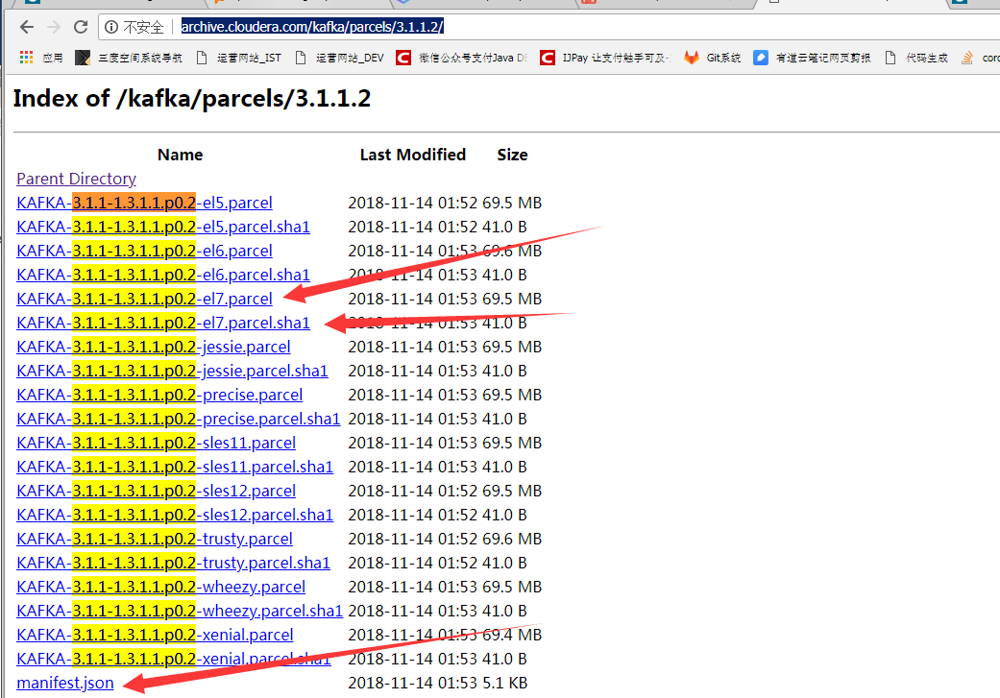 不安全 archive.cloudera.com/kafka/parcels/3.1.1.2/
应用 三度空间系统导航 运营网站_IST 运营网站_DEV 微信公众号支付Java DE IJPay 让支付触手可及- Git系统 有道云笔记网页剪报 代码生成 cord
Index of /kafka/parcels/3.1.1.2
Name Last Modified Size
Parent Directory
KAFKA-3.1.1-1.3.1.1.p0.2-el5.parcel 2018-11-14 01:52 69.5 MB
KAFKA-3.1.1-1.3.1.1.p0.2-el5.parcel.sha1 2018-11-14 01:52 41.0 B
KAFKA-3.1.1-1.3.1.1.p0.2-el6.parcel 2018-11-14 01:53 69.6 MB
KAFKA-3.1.1-1.3.1.1.p0.2-el6.parcel.sha1 2018-11-14 01:53 41.0 B
KAFKA-3.1.1-1.3.1.1.p0.2-el7.parcel 2018-11-14 01:53 69.5 MB
KAFKA-3.1.1-1.3.1.1.p0.2-el7.parcel.sha1 2018-11-14 01:53 41.0 B
KAFKA-3.1.1-1.3.1.1.p0.2-jessie.parcel 2018-11-14 01:53 69.5 MB
KAFKA-3.1.1-1.3.1.1.p0.2-jessie.parcel.sha1 2018-11-14 01:53 41.0 B
KAFKA-3.1.1-1.3.1.1.p0.2-precise.parcel 2018-11-14 01:53 69.5 MB
KAFKA-3.1.1-1.3.1.1.p0.2-precise.parcel.sha1 2018-11-14 01:53 41.0 B
KAFKA-3.1.1-1.3.1.1.p0.2-sles11.parcel 2018-11-14 01:53 69.5 MB
KAFKA-3.1.1-1.3.1.1.p0.2-sles11.parcel.sha1 2018-11-14 01:53 41.0 B
KAFKA-3.1.1-1.3.1.1.p0.2-sles12.parcel 2018-11-14 01:52 69.5 MB
KAFKA-3.1.1-1.3.1.1.p0.2-sles12.parcel.sha1 2018-11-14 01:52 41.0 B
KAFKA-3.1.1-1.3.1.1.p0.2-trusty.parcel 2018-11-14 01:52 69.6 MB
KAFKA-3.1.1-1.3.1.1.p0.2-trusty.parcel.sha1 2018-11-14 01:52 41.0 B
KAFKA-3.1.1-1.3.1.1.p0.2-wheezy.parcel 2018-11-14 01:53 69.5 MB
KAFKA-3.1.1-1.3.1.1.p0.2-wheezy.parcel.sha1 2018-11-14 01:53 41.0 B
KAFKA-3.1.1-1.3.1.1.p0.2-xenial.parcel 2018-11-14 01:53 69.4 MB
KAFKA-3.1.1-1.3.1.1.p0.2-xenial.parcel.sha1 2018-11-14 01:53 41.0 B
manifest.json 2018-11-14 01:53 5.1 KB